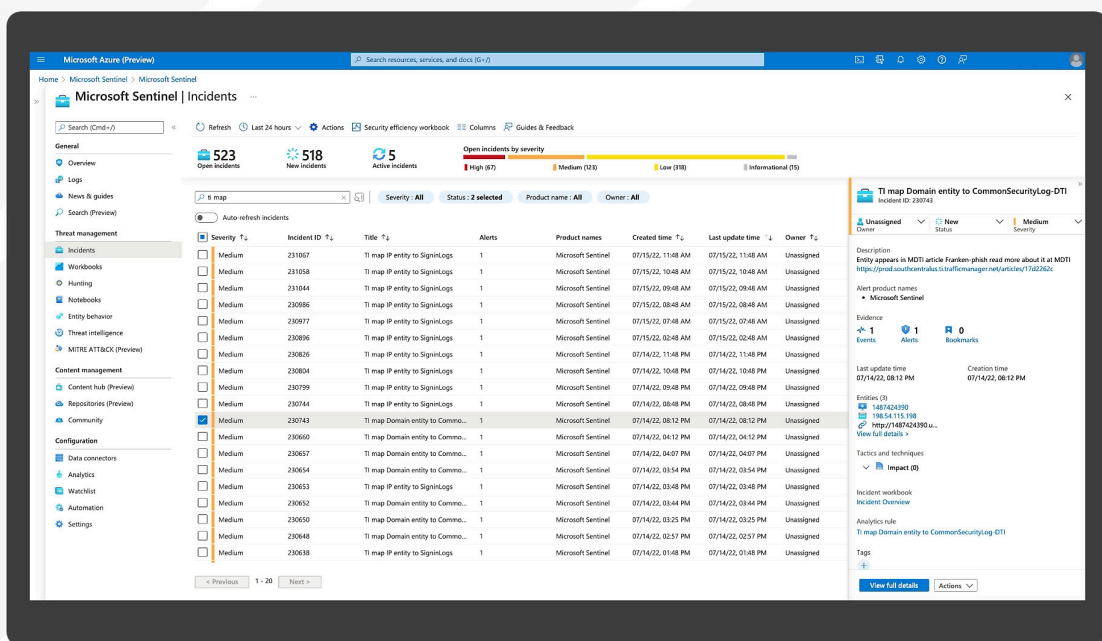 Microsoft Azure (Preview)
Search resources, services, and docs (G+/)
Home > Microsoft Sentinel > Microsoft Sentinel
Microsoft Sentinel | Incidents ...
Search (Cmd+/)
General
Overview
Logs
News & guides
Search (Preview)
Threat management
Incidents
Workbooks
Hunting
Notebooks
Entity behavior
Threat intelligence
MITRE ATT&CK (Preview)
Content management
Content hub (Preview)
Repositories (Preview)
Community
Configuration
Data connectors
Analytics
Watchlist
Automation
Settings
Refresh Last 24 hours Actions Security efficiency workbook Columns Guides & Feedback
523 Open incidents
518 New incidents
5 Active incidents
Open incidents by severity
High (67) Medium (123) Low (318) Informational (15)
ti map
Severity : All Status : 2 selected Product name : All Owner : All
Auto-refresh incidents
Severity Incident ID Title Alerts Product names Created time Last update time Owner
Medium 231067 TI map IP entity to SigninLogs 1 Microsoft Sentinel 07/15/22, 11:48 AM 07/15/22, 11:48 AM Unassigned
Medium 231058 TI map IP entity to SigninLogs 1 Microsoft Sentinel 07/15/22, 10:48 AM 07/15/22, 10:48 AM Unassigned
Medium 231044 TI map IP entity to SigninLogs 1 Microsoft Sentinel 07/15/22, 09:48 AM 07/15/22, 09:48 AM Unassigned
Medium 230986 TI map IP entity to SigninLogs 1 Microsoft Sentinel 07/15/22, 08:48 AM 07/15/22, 08:48 AM Unassigned
Medium 230977 TI map IP entity to SigninLogs 1 Microsoft Sentinel 07/15/22, 07:48 AM 07/15/22, 07:48 AM Unassigned
Medium 230896 TI map IP entity to SigninLogs 1 Microsoft Sentinel 07/15/22, 02:48 AM 07/15/22, 02:48 AM Unassigned
Medium 230826 TI map IP entity to SigninLogs 1 Microsoft Sentinel 07/14/22, 11:48 PM 07/14/22, 11:48 PM Unassigned
Medium 230804 TI map IP entity to SigninLogs 1 Microsoft Sentinel 07/14/22, 10:48 PM 07/14/22, 10:48 PM Unassigned
Medium 230799 TI map IP entity to SigninLogs 1 Microsoft Sentinel 07/14/22, 09:48 PM 07/14/22, 09:48 PM Unassigned
Medium 230744 TI map IP entity to SigninLogs 1 Microsoft Sentinel 07/14/22, 08:48 PM 07/14/22, 08:48 PM Unassigned
Medium 230743 TI map Domain entity to Commo... 1 Microsoft Sentinel 07/14/22, 08:12 PM 07/14/22, 08:12 PM Unassigned
Medium 230660 TI map Domain entity to Commo... 1 Microsoft Sentinel 07/14/22, 04:12 PM 07/14/22, 04:12 PM Unassigned
Medium 230657 TI map Domain entity to Commo... 1 Microsoft Sentinel 07/14/22, 04:07 PM 07/14/22, 04:07 PM Unassigned
Medium 230654 TI map Domain entity to Commo... 1 Microsoft Sentinel 07/14/22, 03:54 PM 07/14/22, 03:54 PM Unassigned
Medium 230653 TI map IP entity to SigninLogs 1 Microsoft Sentinel 07/14/22, 03:48 PM 07/14/22, 03:48 PM Unassigned
Medium 230652 TI map Domain entity to Commo... 1 Microsoft Sentinel 07/14/22, 03:44 PM 07/14/22, 03:44 PM Unassigned
Medium 230650 TI map Domain entity to Commo... 1 Microsoft Sentinel 07/14/22, 03:25 PM 07/14/22, 03:25 PM Unassigned
Medium 230648 TI map Domain entity to Commo... 1 Microsoft Sentinel 07/14/22, 02:57 PM 07/14/22, 02:57 PM Unassigned
Medium 230638 TI map IP entity to SigninLogs 1 Microsoft Sentinel 07/14/22, 01:48 PM 07/14/22, 01:48 PM Unassigned
< Previous 1 - 20 Next >
TI map Domain entity to CommonSecurityLog-DTI
Incident ID: 230743
Unassigned New Medium
Owner Status Severity
Description
Entity appears in MDTI article Franken-phish read more about it at MDTI
https://prod.southcentralus.ti.trafficmanager.net/articles/17d2262c
Alert product names
• Microsoft Sentinel
Evidence
1 1 0
Events Alerts Bookmarks
Last update time Creation time
07/14/22, 08:12 PM 07/14/22, 08:12 PM
Entities (3)
1487424390
198.54.115.198
http://1487424390.u...
View full details >
Tactics and techniques
Impact (0)
Incident workbook
Incident Overview
Analytics rule
TI map Domain entity to CommonSecurityLog-DTI
Tags
+
View full details Actions